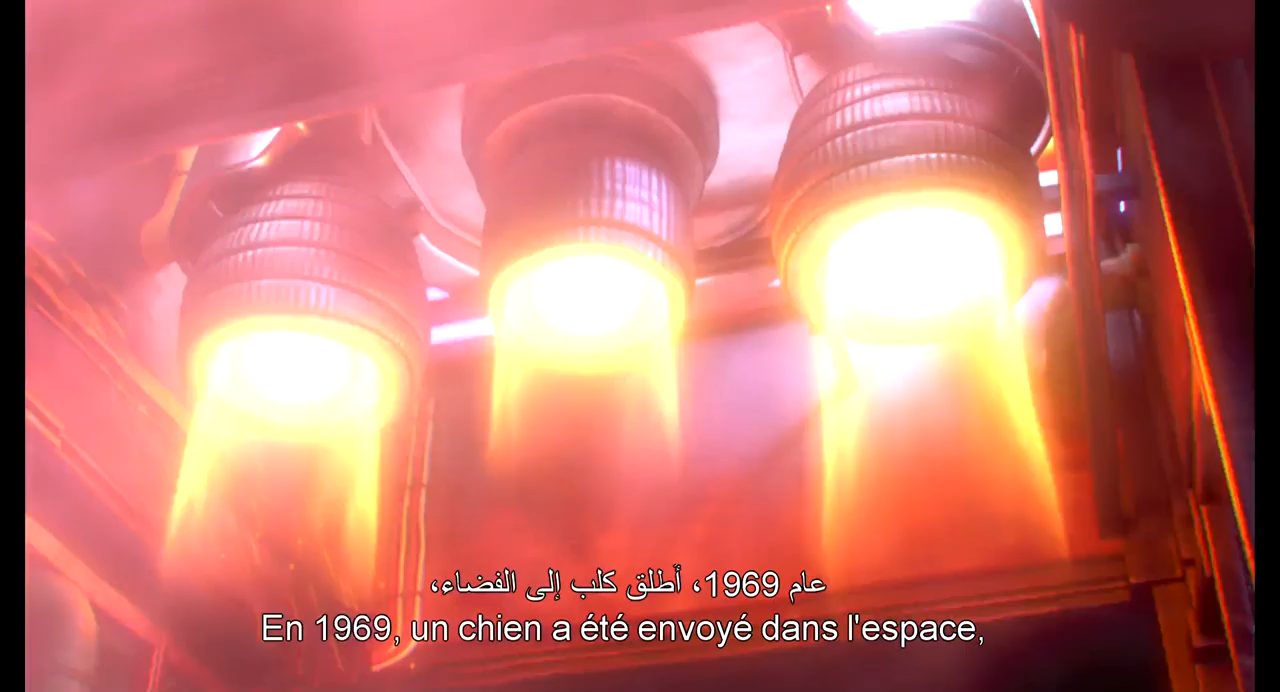 عام 1969، أطلق كلب إلى الفضاء،
En 1969, un chien a été envoyé dans l'espace,